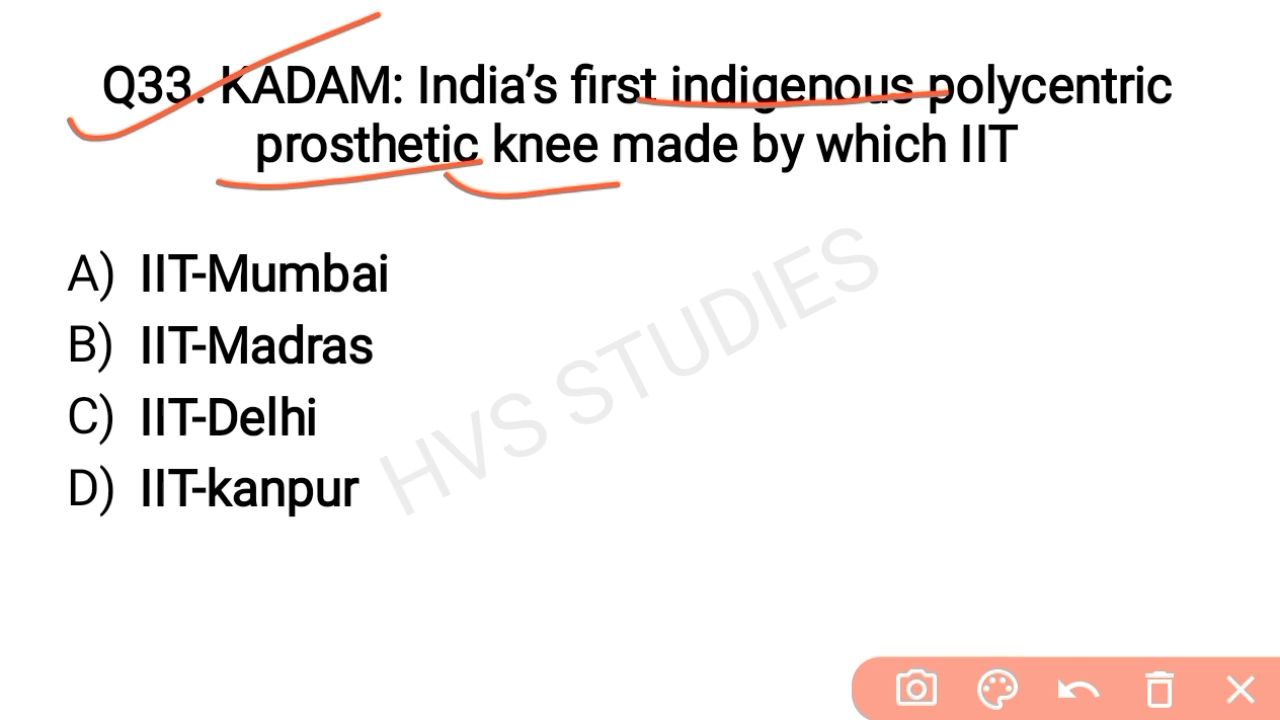 Q33. KADAM: India’s first indigenous polycentric
prosthetic knee made by which IIT
A) IIT-Mumbai
B) IIT-Madras
C) IIT-Delhi
D) IIT-kanpur
HVS STUDIES